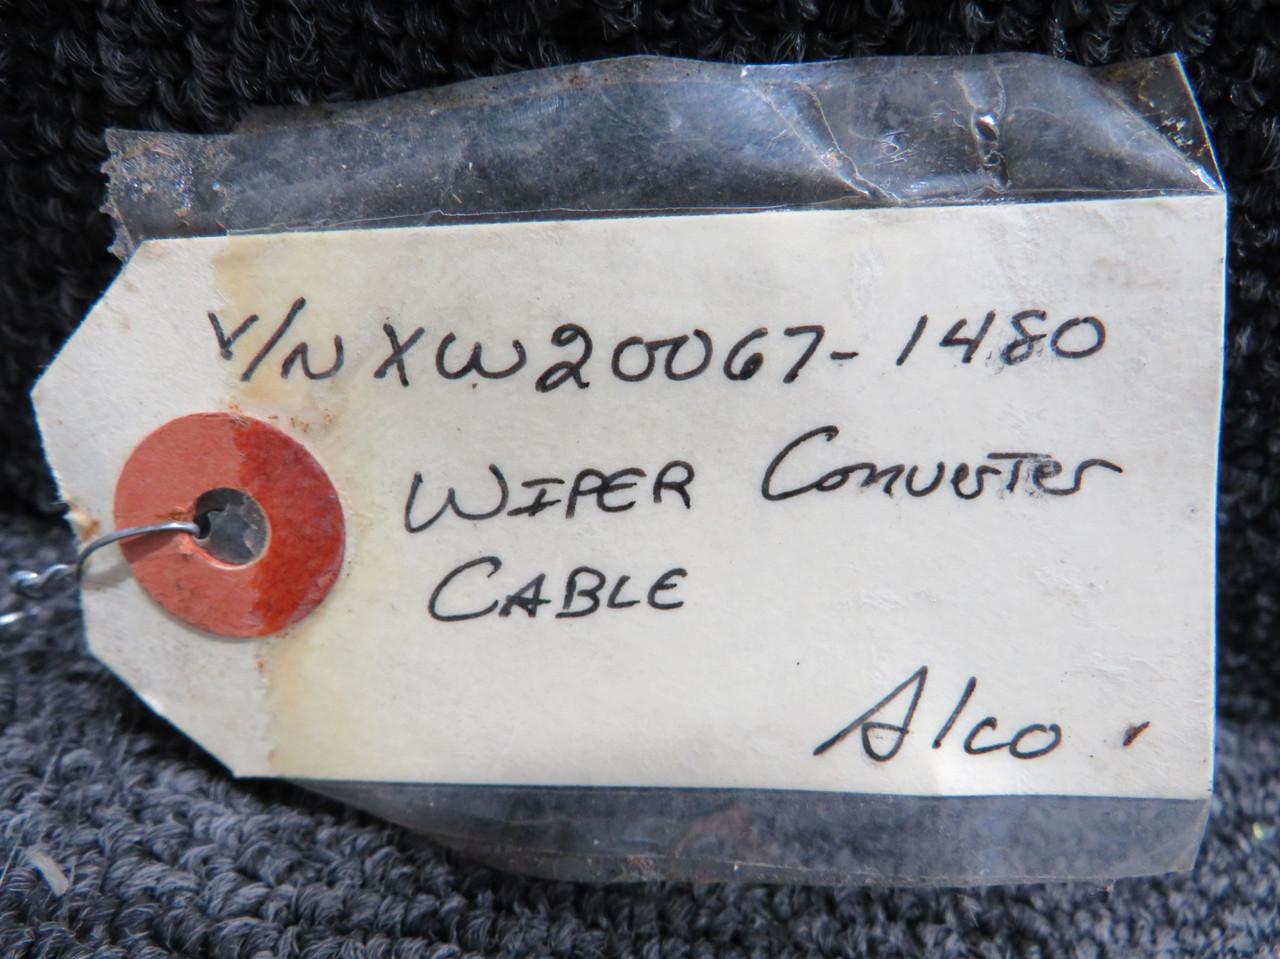 P/N XW20067-1480
WIPER Converter
CABLE
Alco